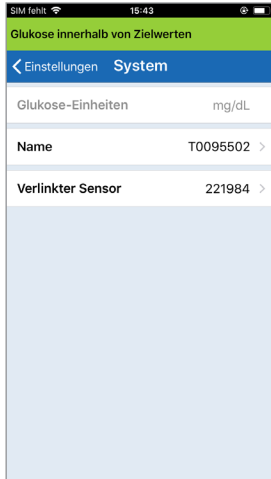 SIM fehlt 15:43
Glukose innerhalb von Zielwerten
Einstellungen System
Glukose-Einheiten mg/dL
Name T0095502
Verlinkter Sensor 221984